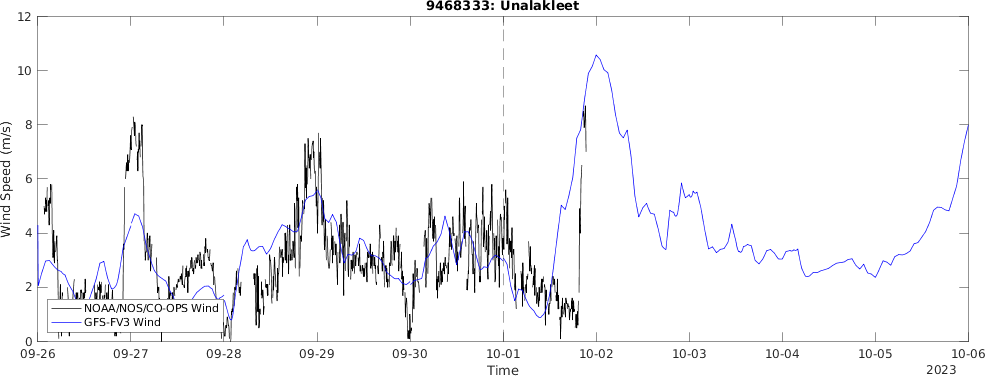 9468333: Unalakleet
Wind Speed (m/s)
12
10
8
6
4
2
0
NOAA/NOS/CO-OPS Wind
GFS-FV3 Wind
09-26 09-27 09-28 09-29 09-30 10-01 10-02 10-03 10-04 10-05 10-06
Time
2023